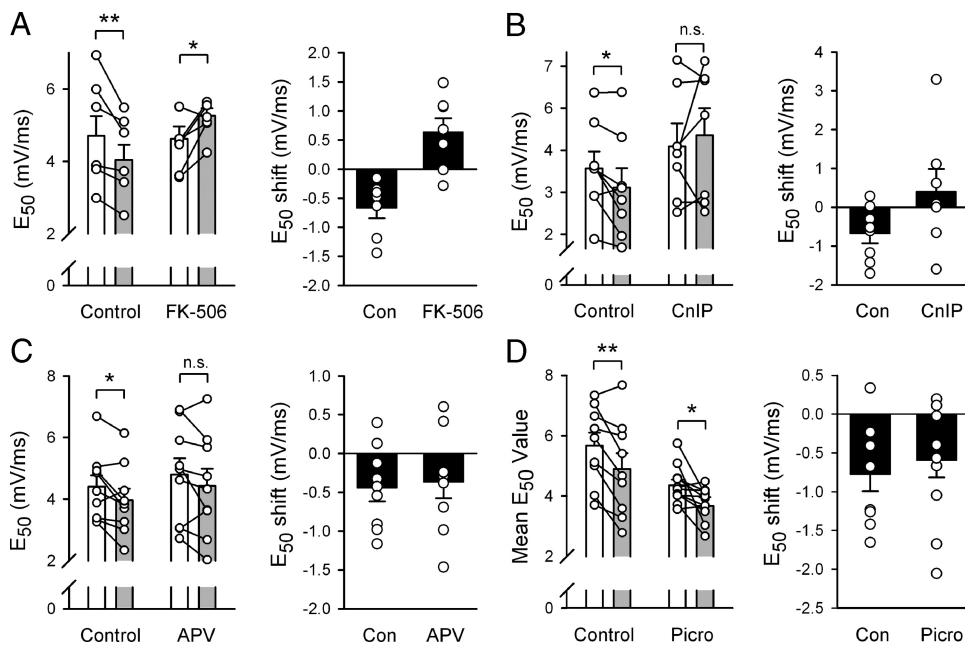 A
**
*
6
4
2
0
E50 (mV/ms)
Control FK-506
2.0
1.5
1.0
0.5
0.0
-0.5
-1.0
-1.5
-2.0
E50 shift (mV/ms)
Con FK-506
B
n.s.
*
7
6
4
3
2
0
E50 (mV/ms)
Control CnIP
4
3
2
1
0
-1
-2
E50 shift (mV/ms)
Con CnIP
C
*
n.s.
8
6
4
2
0
E50 (mV/ms)
Control APV
1.0
0.5
0.0
-0.5
-1.0
-1.5
-2.0
E50 shift (mV/ms)
Con APV
D
**
*
8
6
4
2
0
Mean E50 Value
Control Picro
0.5
0.0
-0.5
-1.0
-1.5
-2.0
-2.5
E50 shift (mV/ms)
Con Picro